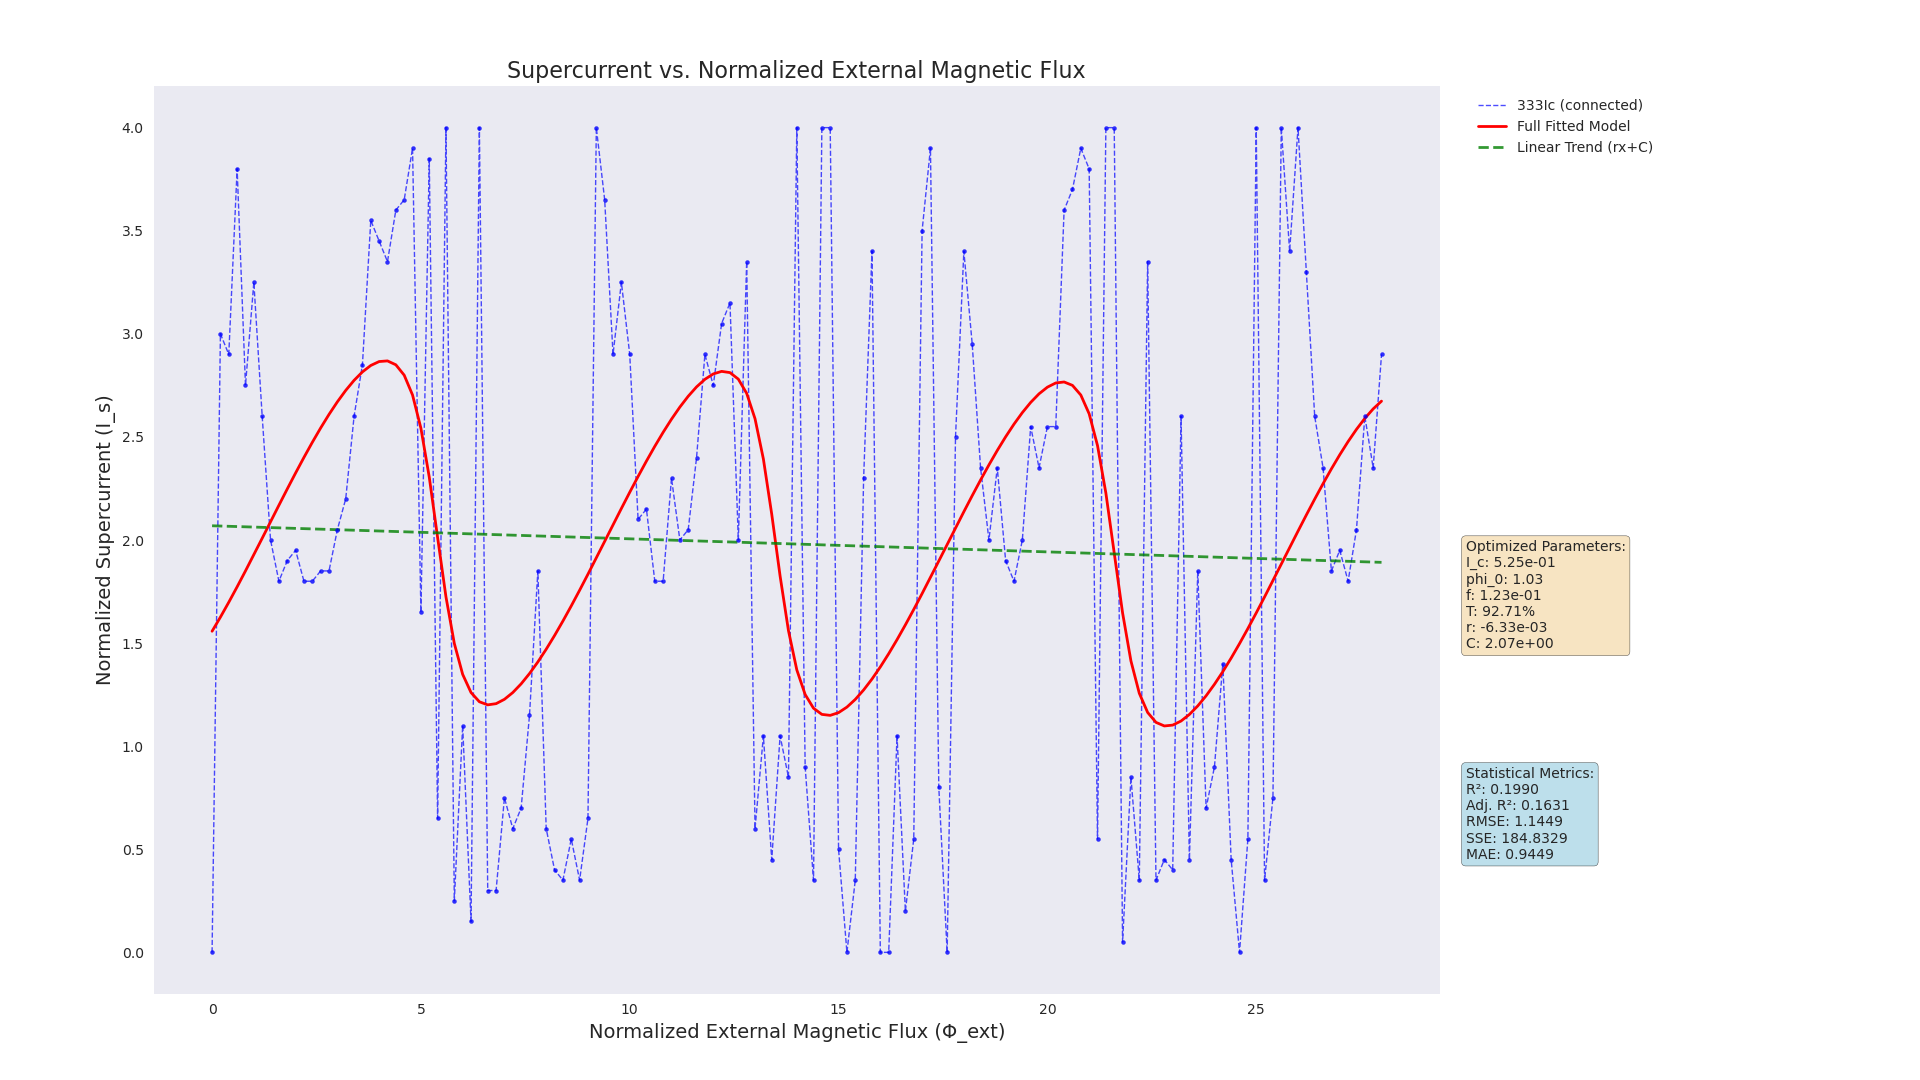 Supercurrent vs. Normalized External Magnetic Flux
333Ic (connected)
Full Fitted Model
Linear Trend (rx+C)
Normalized Supercurrent (I_s)
4.0
3.5
3.0
2.5
2.0
1.5
1.0
0.5
0.0
0
5
10
15
20
25
Normalized External Magnetic Flux (Φ_ext)
Optimized Parameters:
I_c: 5.25e-01
phi_0: 1.03
f: 1.23e-01
T: 92.71%
r: -6.33e-03
C: 2.07e+00
Statistical Metrics:
R²: 0.1990
Adj. R²: 0.1631
RMSE: 1.1449
SSE: 184.8329
MAE: 0.9449